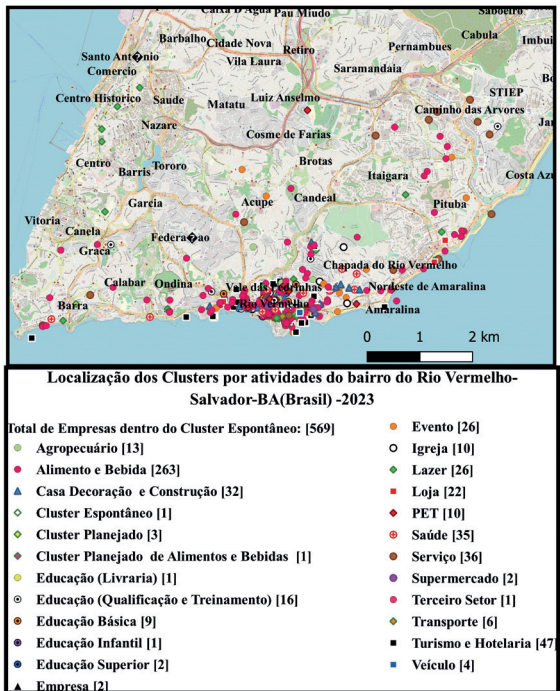 Caixa D'Água
Pau Miudo
Saboeiro
Barbalho
Cidade Nova
Retiro
Pernambues
Cabula
Imbui
Santo Ant�nio
Vila Laura
Saramandaia
Comercio
STIEP
Centro Historico
Saude
Matatu
Luiz Anselmo
Caminho das Arvores
Nazare
Cosme de Farias
Centro
Tororo
Brotas
Barris
Itaigara
Costa Azu
Garcia
Acupe
Candeal
Vitoria
Pituba
Canela
Federa�ao
Graca
Chapada do Rio Vermelho
Calabar
Ondina
Vale das Pedrinhas
Nordeste de Amaralina
Barra
Rio Vermelho
Amaralina
0 1 2 km
Localização dos Clusters por atividades do bairro do Rio Vermelho-
Salvador-BA(Brasil) -2023
Total de Empresas dentro do Cluster Espontâneo: [569]
Agropecuário [13]
Alimento e Bebida [263]
Casa Decoração e Construção [32]
Cluster Espontâneo [1]
Cluster Planejado [3]
Cluster Planejado de Alimentos e Bebidas [1]
Educação (Livraria) [1]
Educação (Qualificação e Treinamento) [16]
Educação Básica [9]
Educação Infantil [1]
Educação Superior [2]
Empresa [2]
Evento [26]
Igreja [10]
Lazer [26]
Loja [22]
PET [10]
Saúde [35]
Serviço [36]
Supermercado [2]
Terceiro Setor [1]
Transporte [6]
Turismo e Hotelaria [47]
Veículo [4]